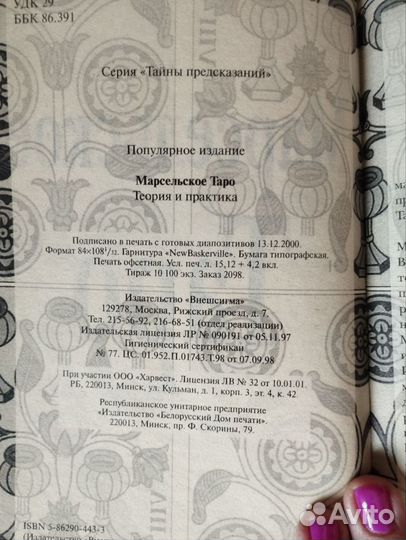 УДК 29
ББК 86.391
Серия «Тайны предсказаний»
Популярное издание
Марсельское Таро
Теория и практика
Подписано в печать с готовых диапозитивов 13.12.2000.
Формат 84×108 1/32. Гарнитура «NewBaskerville». Бумага типографская.
Печать офсетная. Усл. печ. л. 15,12 + 4,2 вкл.
Тираж 10 100 экз. Заказ 2098.
Издательство «Внешсигма»
129278, Москва, Рижский проезд, д. 7.
Тел. 215-56-92, 216-68-51 (отдел реализации)
Издательская лицензия ЛР № 090191 от 05.11.97
Гигиенический сертификат
№ 77. ЦС. 01.952.П.01743.Т.98 от 07.09.98
При участии ООО «Харвест». Лицензия ЛВ № 32 от 10.01.01.
РБ, 220013, Минск, ул. Кульман, д. 1, корп. 3, эт. 4, к. 42.
Республиканское унитарное предприятие
«Издательство «Белорусский Дом печати».
220013, Минск, пр. Ф. Скорины, 79.
ISBN 5-86290-443-3
Avito